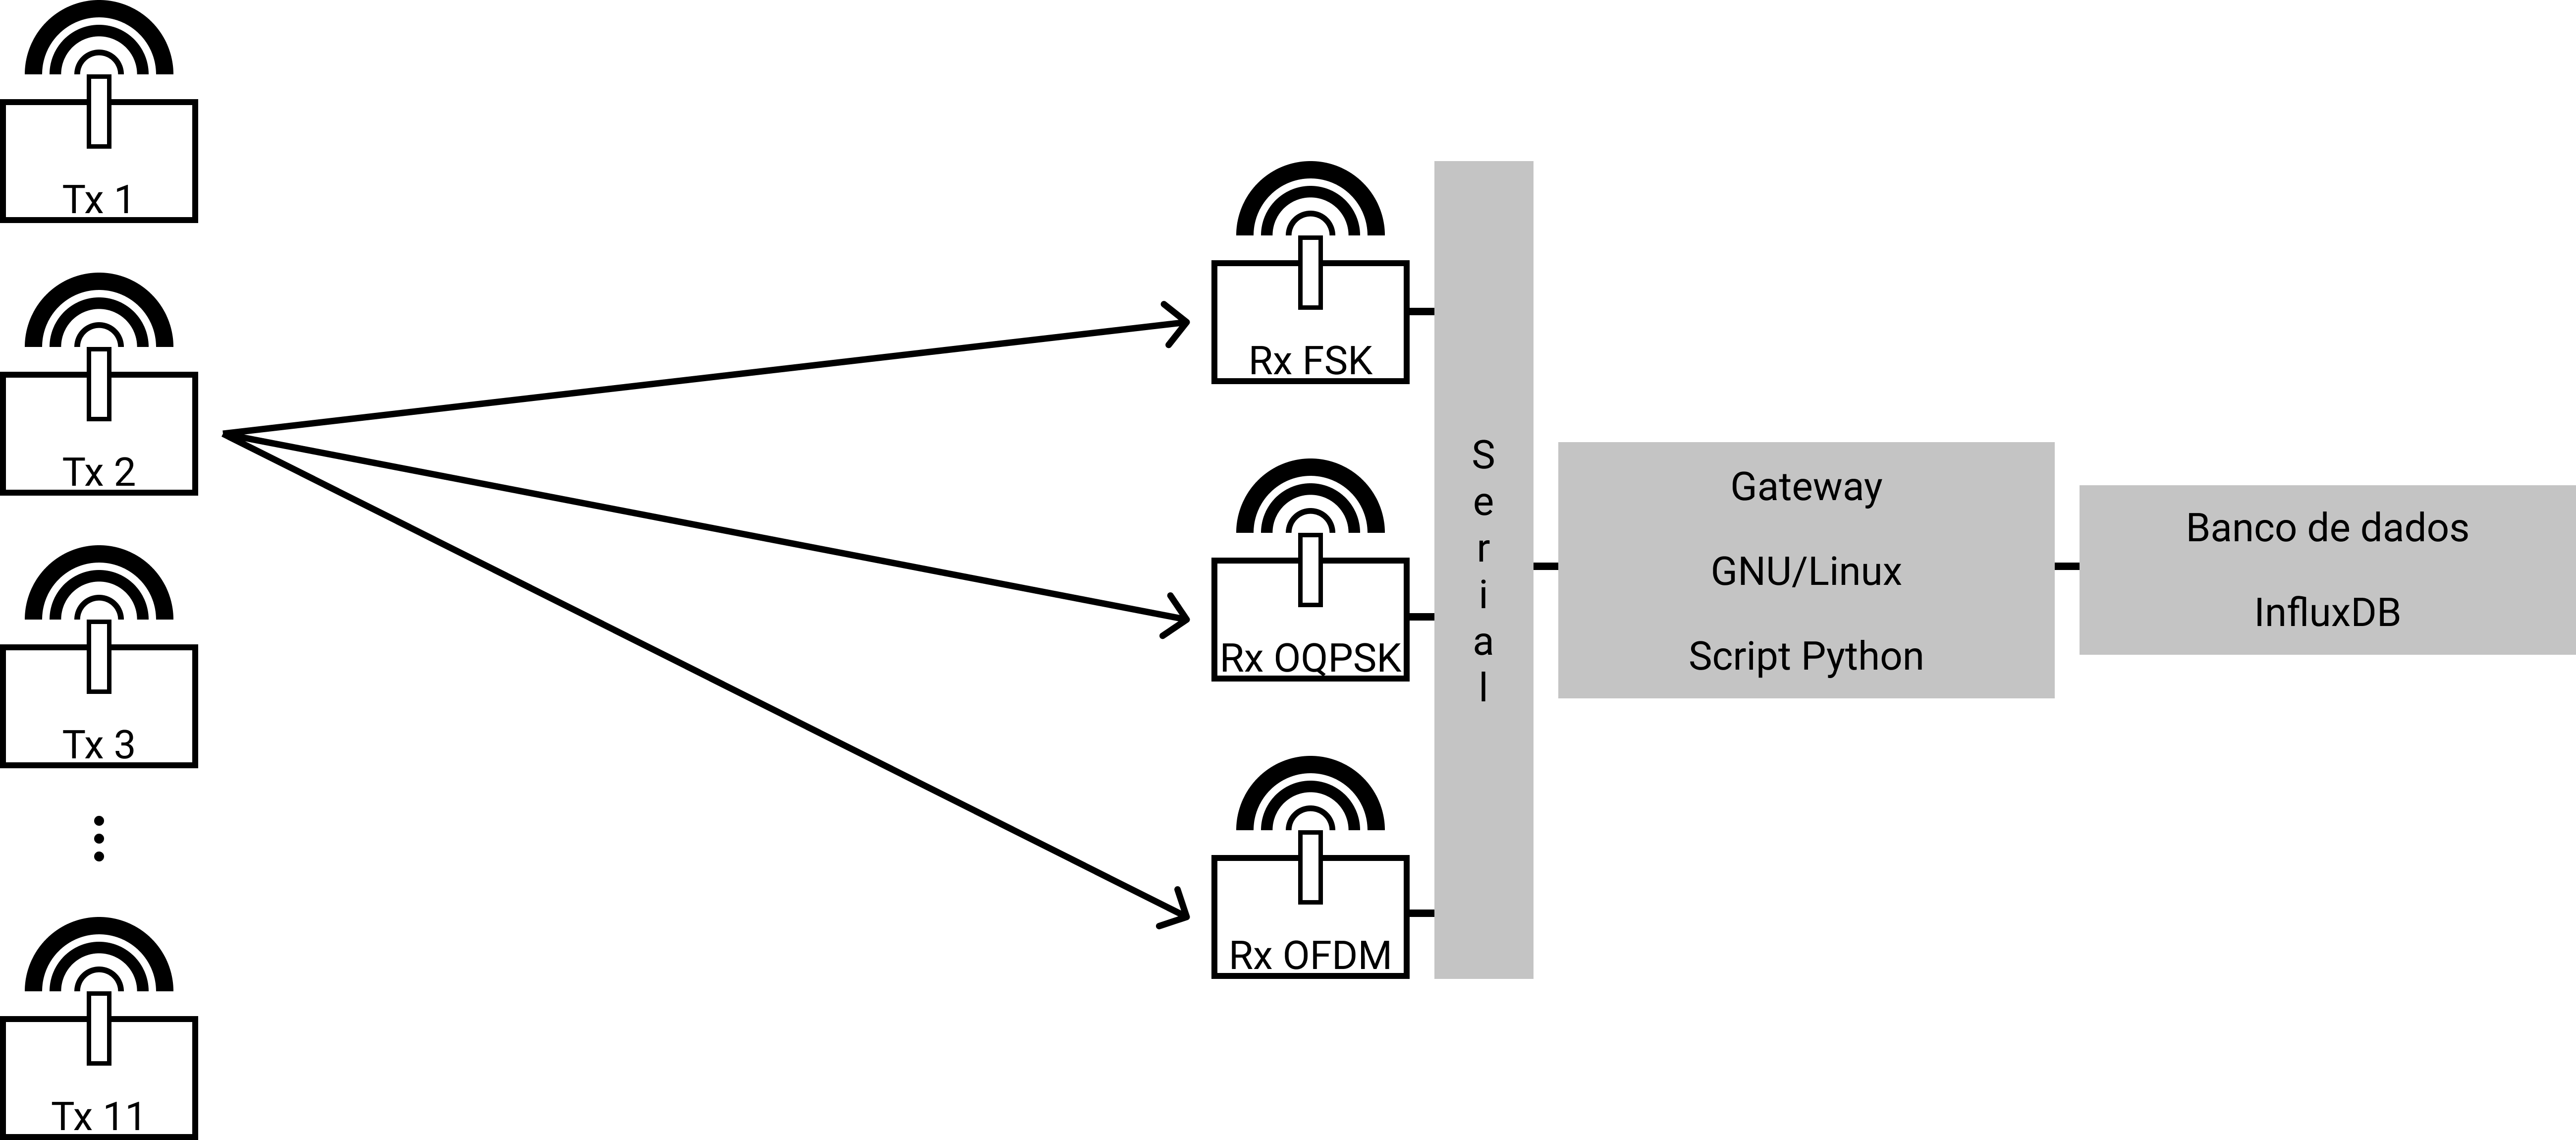 Tx 1
Tx 2
Tx 3
Tx 11
Rx FSK
Rx OQPSK
Rx OFDM
Serial
Gateway
GNU/Linux
Script Python
Banco de dados
InfluxDB